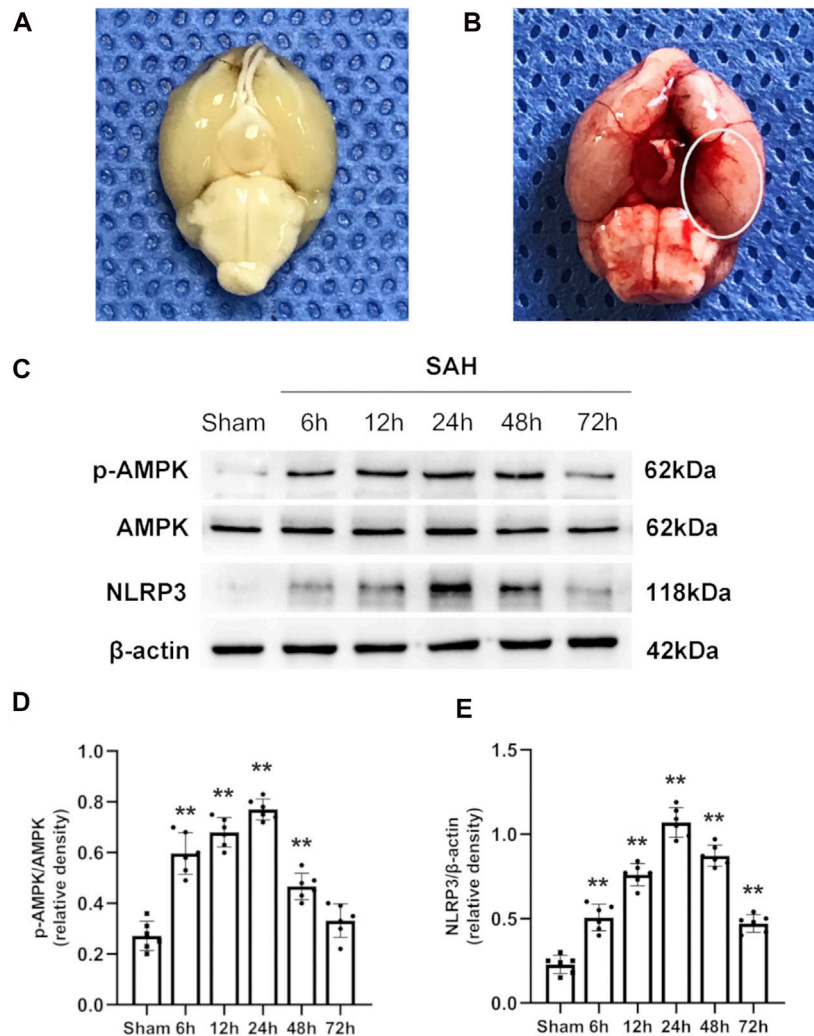 A
B
C
SAH
Sham 6h 12h 24h 48h 72h
p-AMPK 62kDa
AMPK 62kDa
NLRP3 118kDa
β-actin 42kDa
D
p-AMPK/AMPK
(relative density)
1.0
0.8
0.6
0.4
0.2
0.0
** ** ** **
Sham 6h 12h 24h 48h 72h
E
NLRP3/β-actin
(relative density)
1.5
1.0
0.5
0.0
** ** ** ** **
Sham 6h 12h 24h 48h 72h